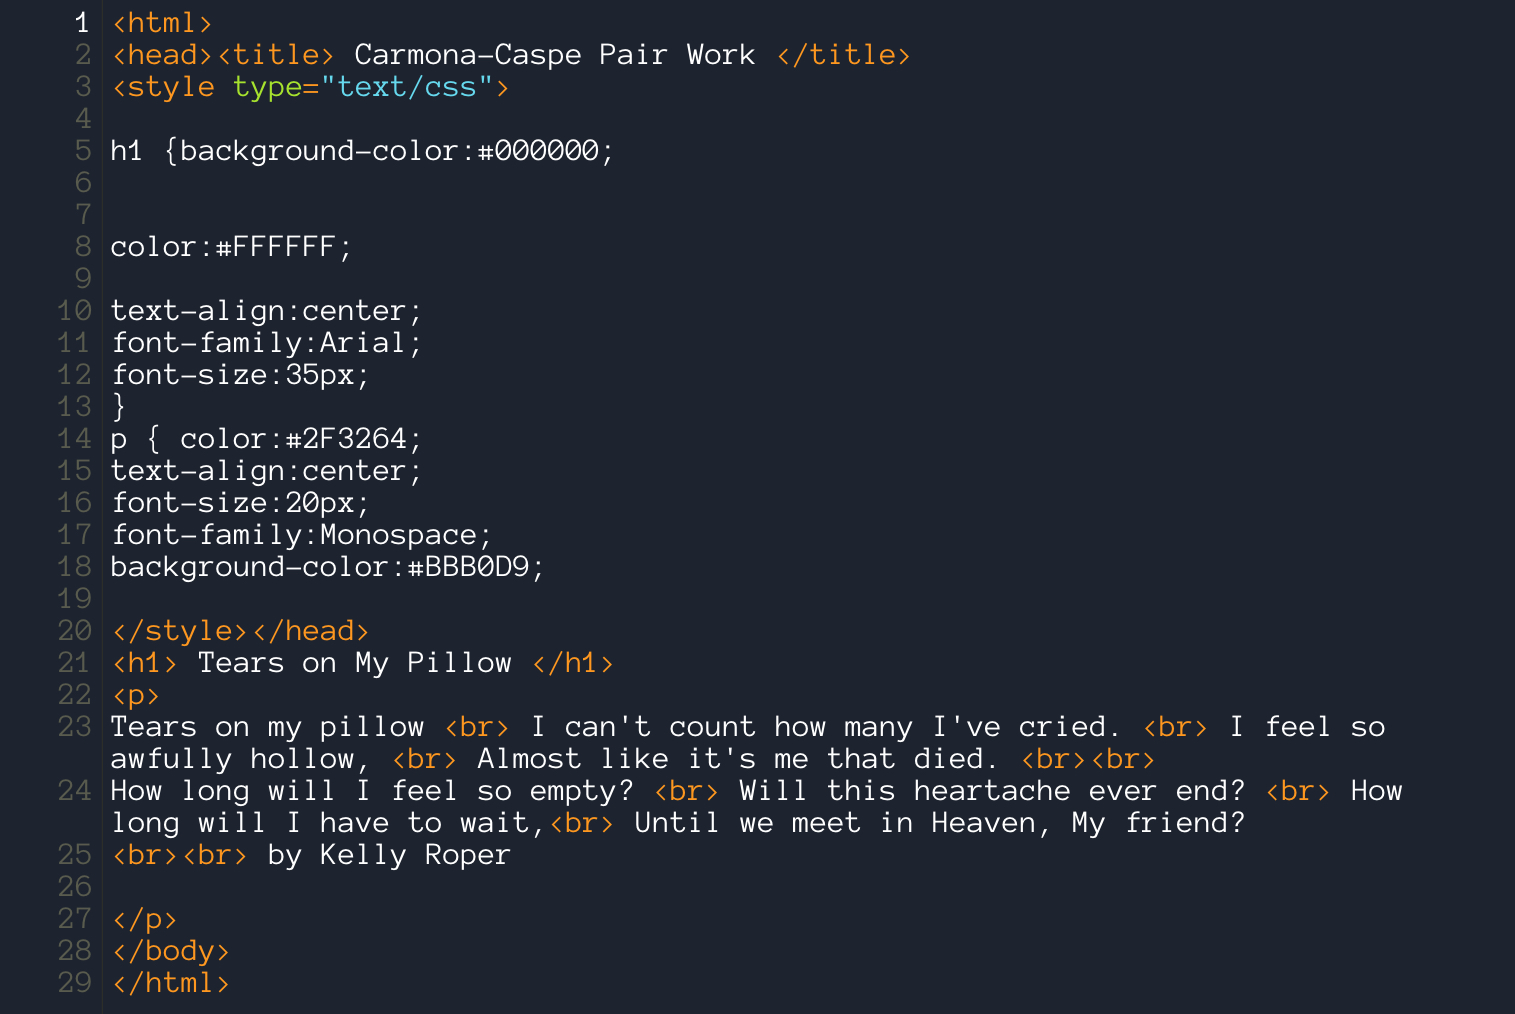 1 <html>
2 <head><title> Carmona-Caspe Pair Work </title>
3 <style type="text/css">
4
5 h1 {background-color:#000000;
6
7
8 color:#FFFFFF;
9
10 text-align:center;
11 font-family:Arial;
12 font-size:35px;
13 }
14 p { color:#2F3264;
15 text-align:center;
16 font-size:20px;
17 font-family:Monospace;
18 background-color:#BBB0D9;
19
20 </style></head>
21 <h1> Tears on My Pillow </h1>
22 <p>
23 Tears on my pillow <br> I can't count how many I've cried. <br> I feel so
awfully hollow, <br> Almost like it's me that died. <br><br>
24 How long will I feel so empty? <br> Will this heartache ever end? <br> How
long will I have to wait,<br> Until we meet in Heaven, My friend?
25 <br><br> by Kelly Roper
26
27 </p>
28 </body>
29 </html>